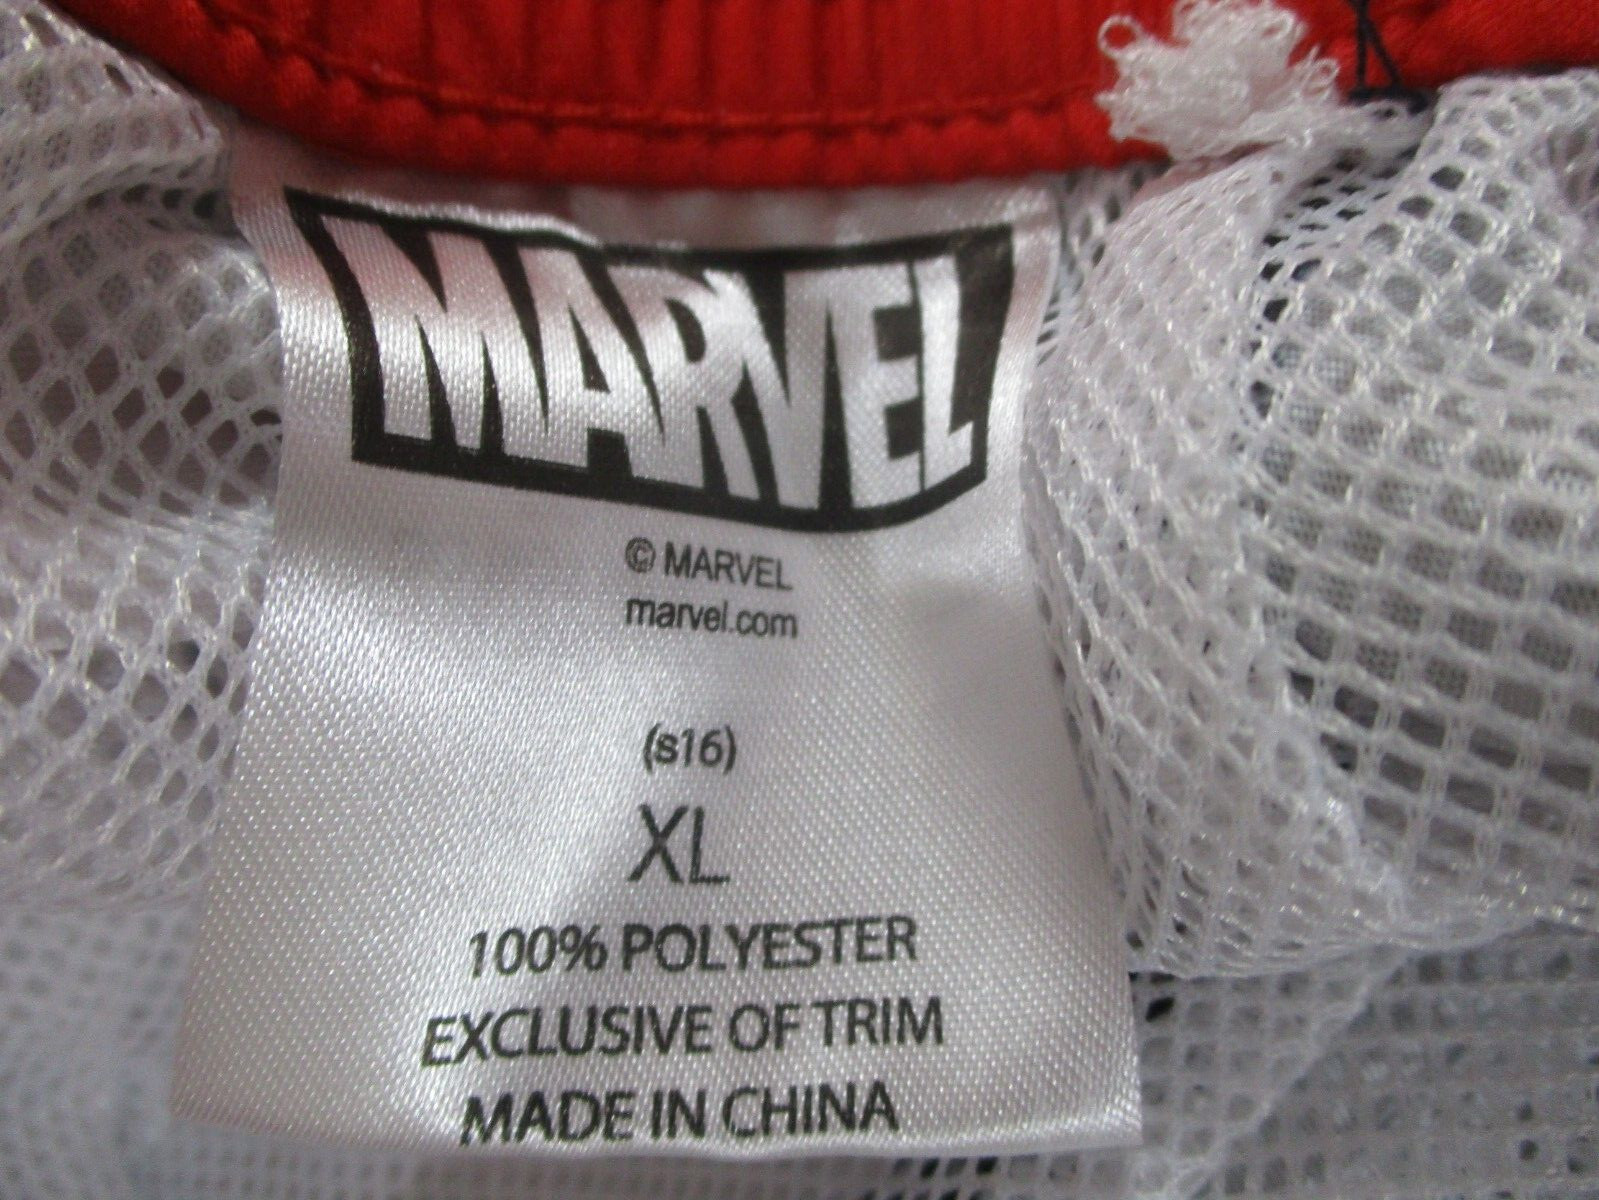 MARVEL
© MARVEL
marvel.com
(s16)
XL
100% POLYESTER
EXCLUSIVE OF TRIM
MADE IN CHINA